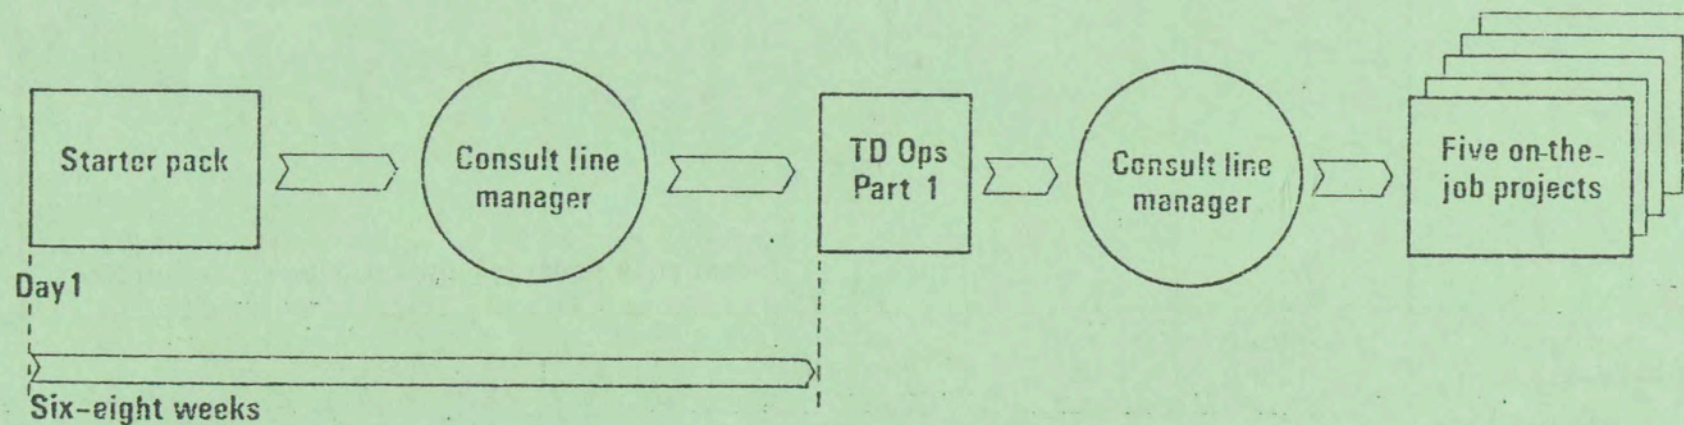 Starter pack
Consult line
manager
TD Ops
Part 1
Consult line
manager
Five on-the-
job projects
Day 1
Six-eight weeks